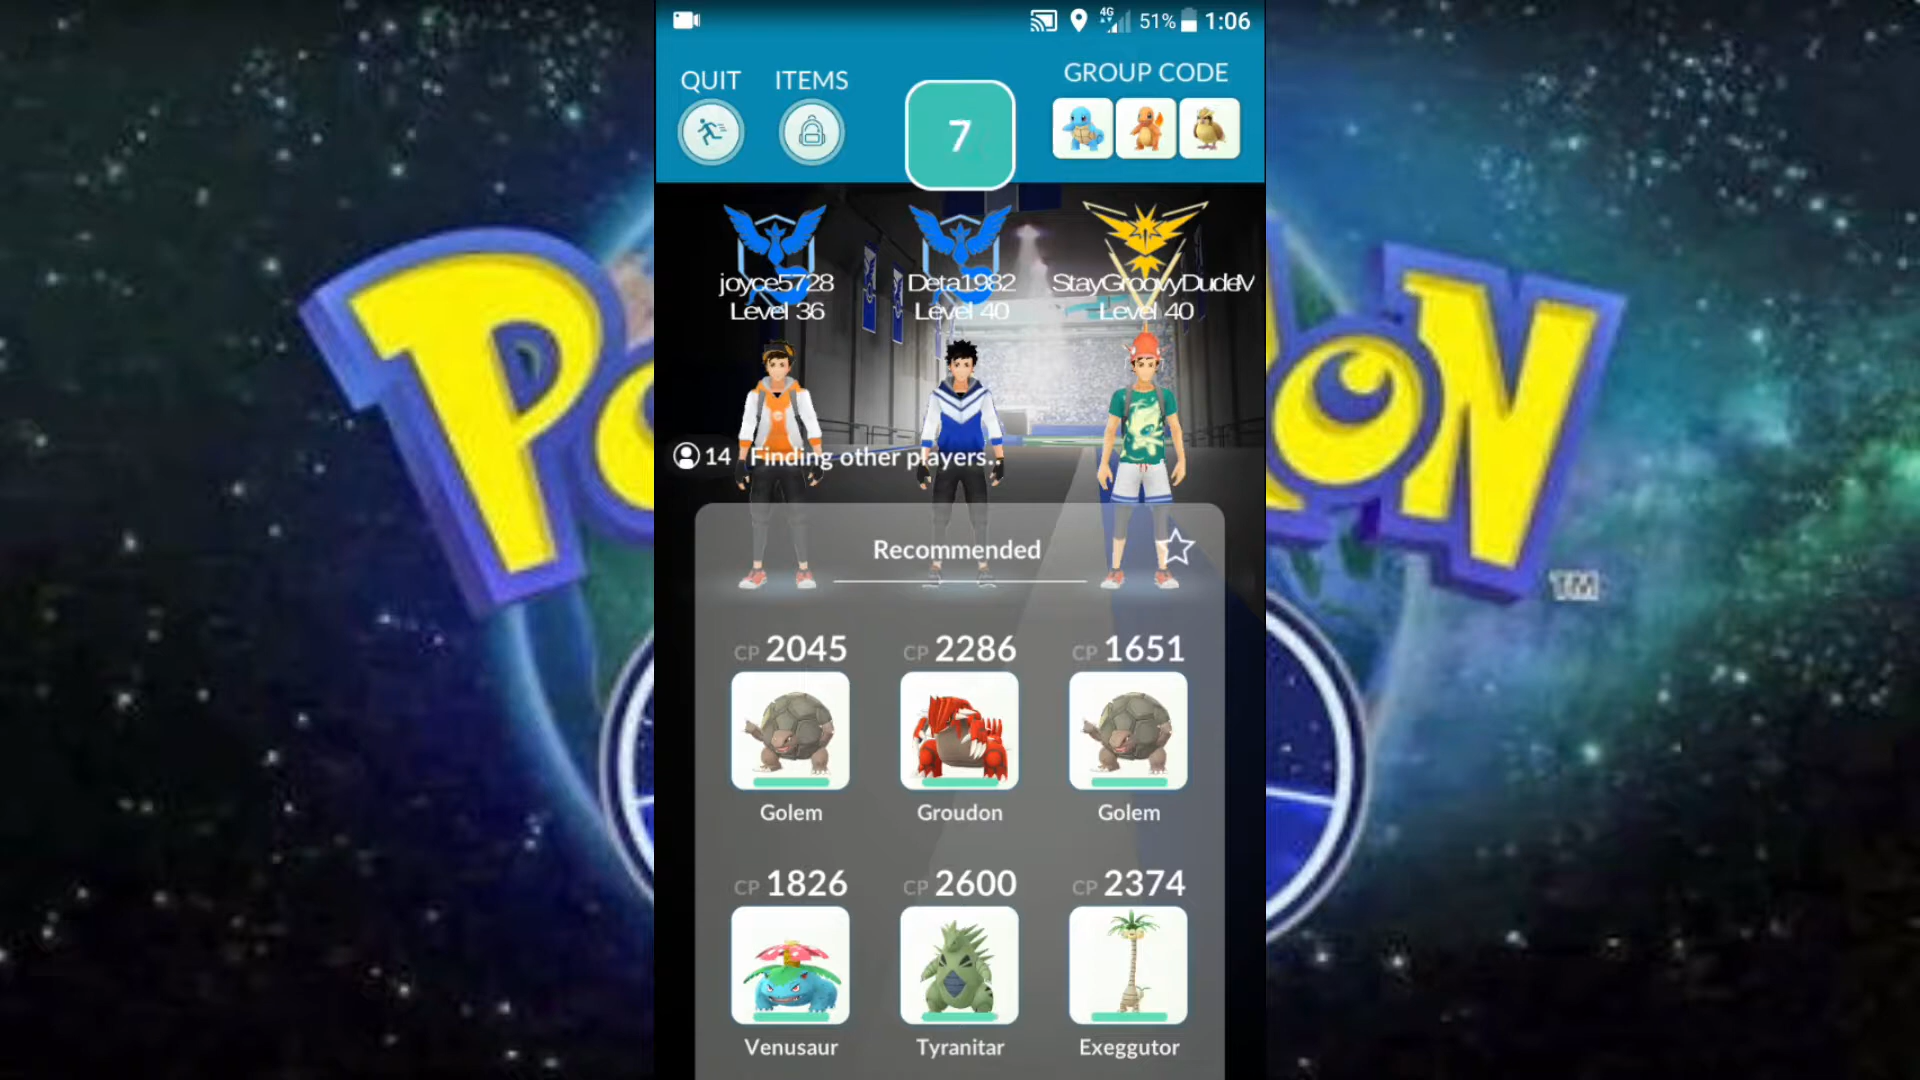 51% 1:06
4G
QUIT ITEMS
7
GROUP CODE
joyce5728
Level 36
Deta1982
Level 40
StayGroovyDudeM
Level 40
14 Finding other players..
Recommended
CP 2045
Golem
CP 2286
Groudon
CP 1651
Golem
CP 1826
Venusaur
CP 2600
Tyranitar
CP 2374
Exeggutor
TM